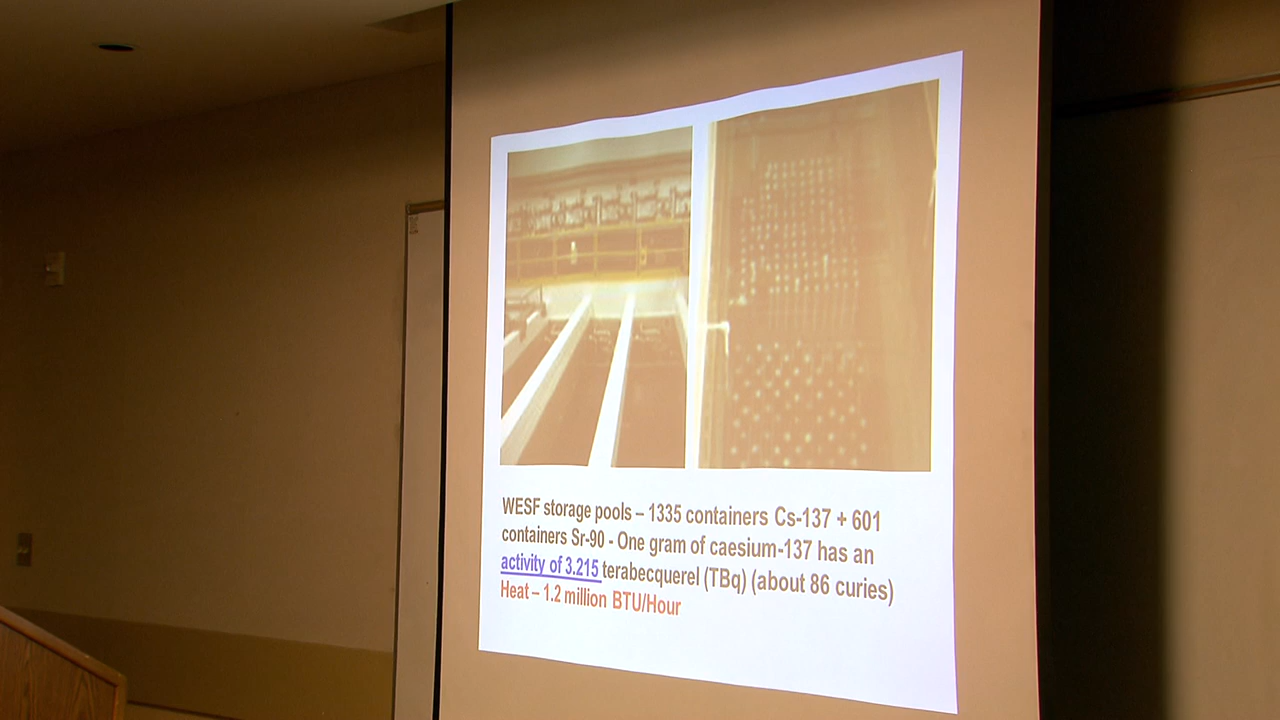 WESF storage pools – 1335 containers Cs-137 + 601
containers Sr-90 - One gram of caesium-137 has an
activity of 3.215 terabecquerel (TBq) (about 86 curies)
Heat – 1.2 million BTU/Hour